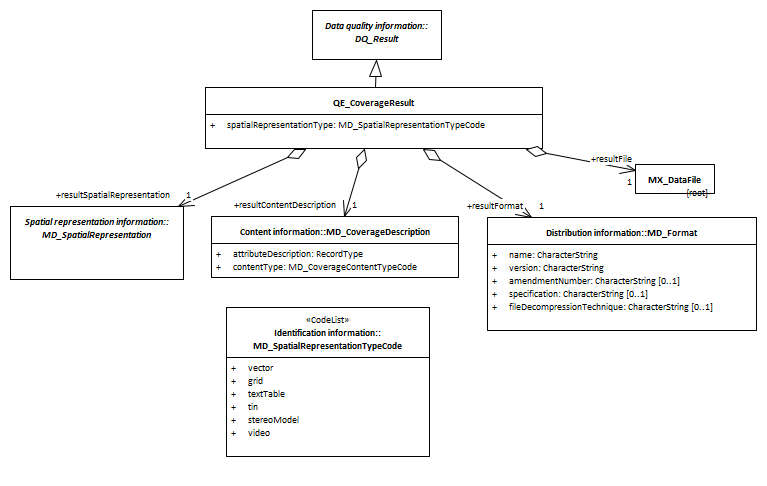 Data quality information::
DQ_Result
QE_CoverageResult
+ spatialRepresentationType: MD_SpatialRepresentationTypeCode
+resultFile
1
MX_DataFile
{root}
+resultSpatialRepresentation
1
+resultContentDescription
1
+resultFormat
1
Spatial representation information::
MD_SpatialRepresentation
Content information::MD_CoverageDescription
+ attributeDescription: RecordType
+ contentType: MD_CoverageContentTypeCode
Distribution information::MD_Format
+ name: CharacterString
+ version: CharacterString
+ amendmentNumber: CharacterString [0..1]
+ specification: CharacterString [0..1]
+ fileDecompressionTechnique: CharacterString [0..1]
«CodeList»
Identification information::
MD_SpatialRepresentationTypeCode
+ vector
+ grid
+ textTable
+ tin
+ stereoModel
+ video